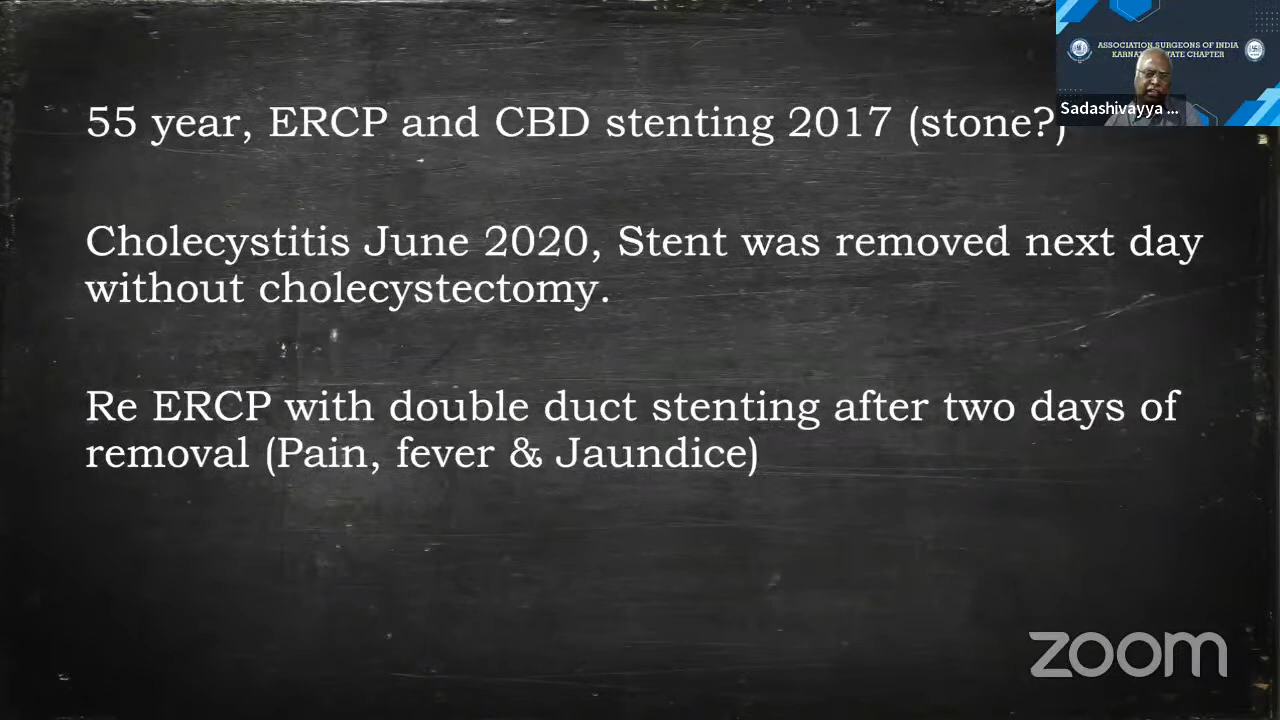 ASSOCIATION SURGEONS OF INDIA
KARNATAKA STATE CHAPTER
Sadashivayya ...
55 year, ERCP and CBD stenting 2017 (stone?)
Cholecystitis June 2020, Stent was removed next day
without cholecystectomy.
Re ERCP with double duct stenting after two days of
removal (Pain, fever & Jaundice)
zoom